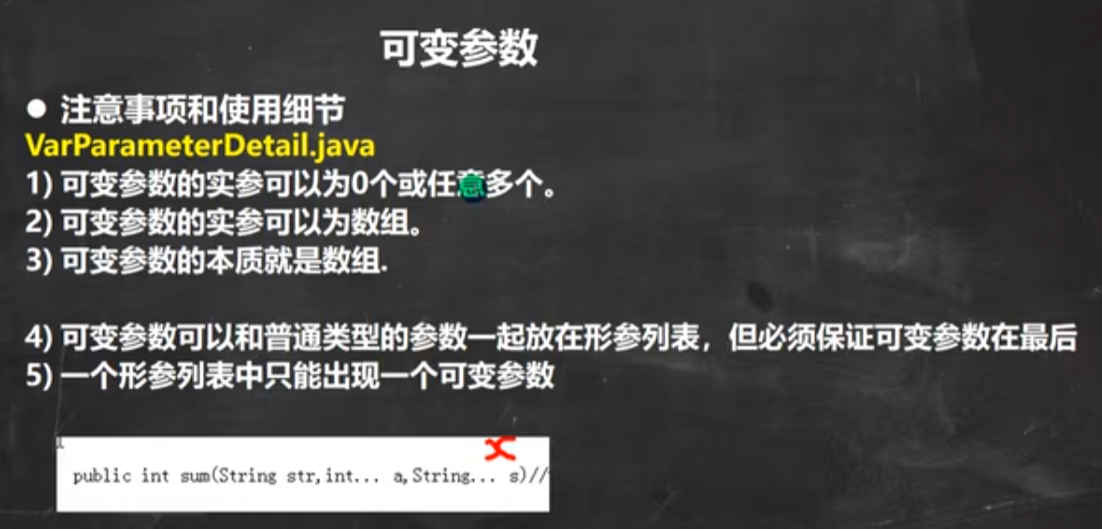 可变参数
● 注意事项和使用细节
VarParameterDetail.java
1) 可变参数的实参可以为0个或任意多个。
2) 可变参数的实参可以为数组。
3) 可变参数的本质就是数组.
4) 可变参数可以和普通类型的参数一起放在形参列表，但必须保证可变参数在最后
5) 一个形参列表中只能出现一个可变参数
public int sum(String str,int... a,String... s)//